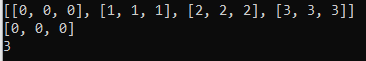 [[0, 0, 0], [1, 1, 1], [2, 2, 2], [3, 3, 3]]
[0, 0, 0]
3